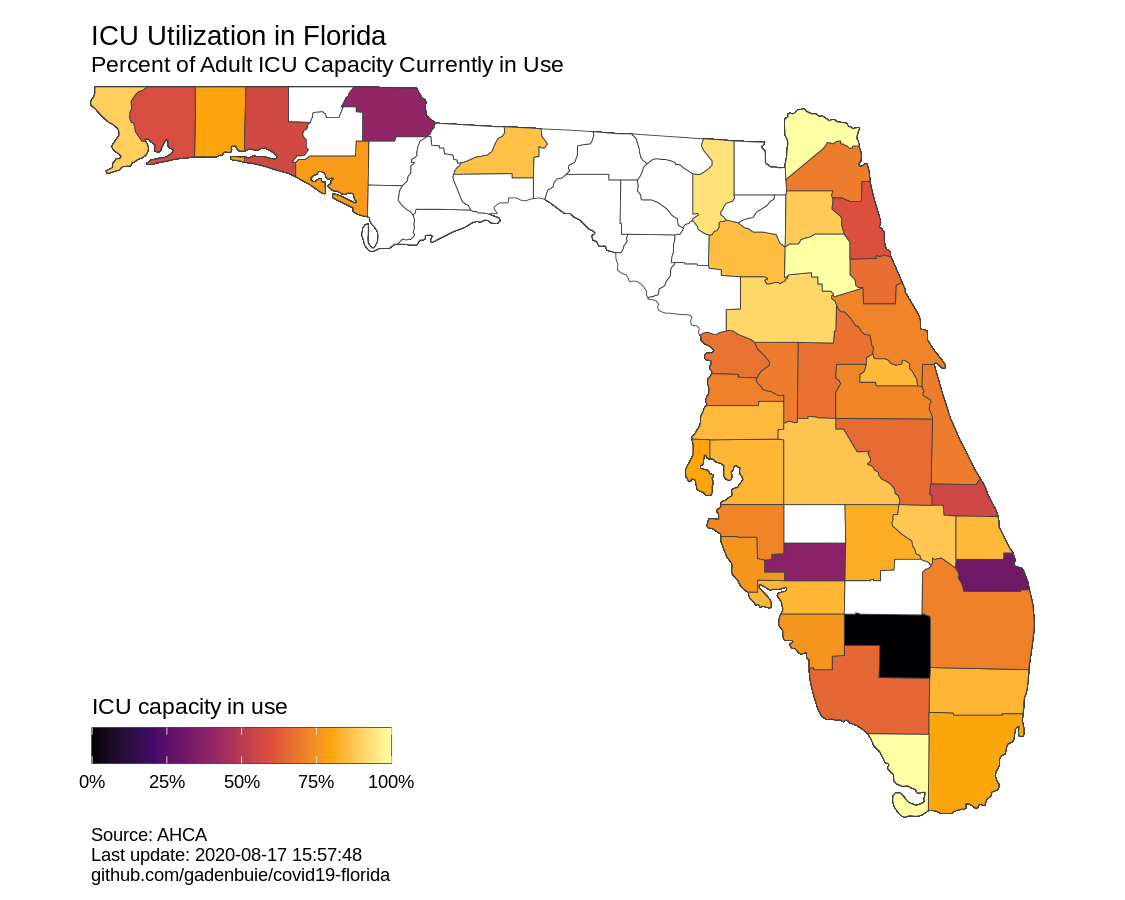 ICU Utilization in Florida
Percent of Adult ICU Capacity Currently in Use
ICU capacity in use
0% 25% 50% 75% 100%
Source: AHCA
Last update: 2020-08-17 15:57:48
github.com/gadenbuie/covid19-florida